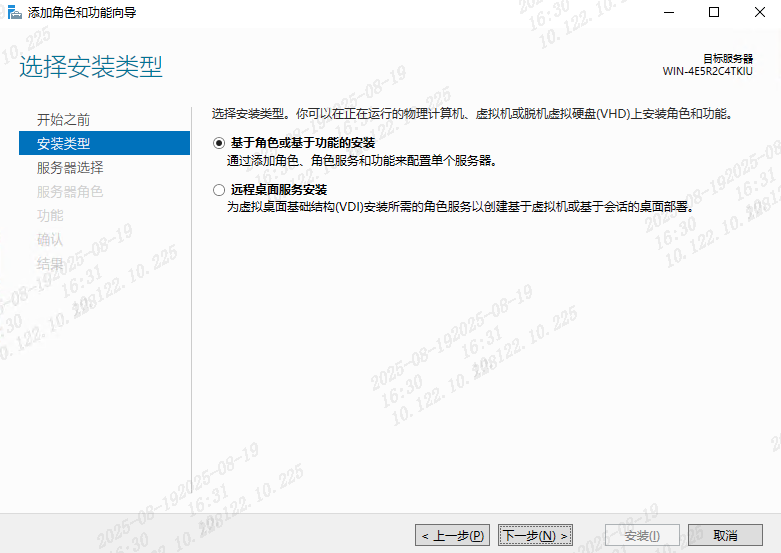 添加角色和功能向导
选择安装类型
目标服务器
WIN-4E5R2C4TKIU
开始之前
安装类型
服务器选择
服务器角色
功能
确认
结果
选择安装类型。你可以在正在运行的物理计算机、虚拟机或脱机虚拟硬盘(VHD)上安装角色和功能。
基于角色或基于功能的安装
通过添加角色、角色服务和功能来配置单个服务器。
远程桌面服务安装
为虚拟桌面基础结构(VDI)安装所需的角色服务以创建基于虚拟机或基于会话的桌面部署。
2025-08-19
16:30
10.122.10.225
2025-08-19
16:31
10.122.10.225
< 上一步(P)
下一步(N) >
安装(I)
取消